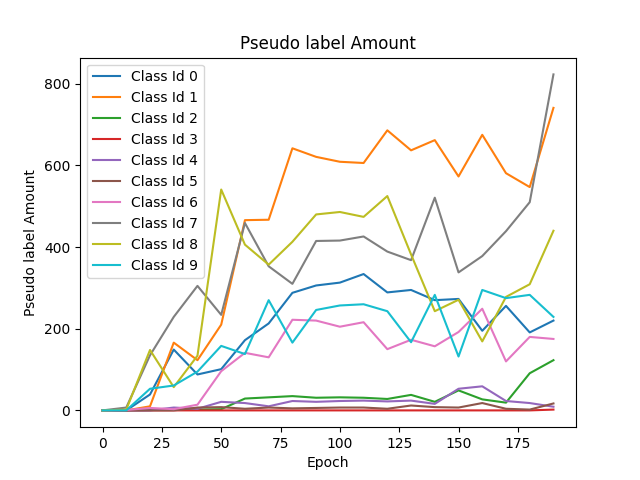 Pseudo label Amount
Class Id 0
Class Id 1
Class Id 2
Class Id 3
Class Id 4
Class Id 5
Class Id 6
Class Id 7
Class Id 8
Class Id 9
Pseudo label Amount
800
600
400
200
0
0 25 50 75 100 125 150 175
Epoch